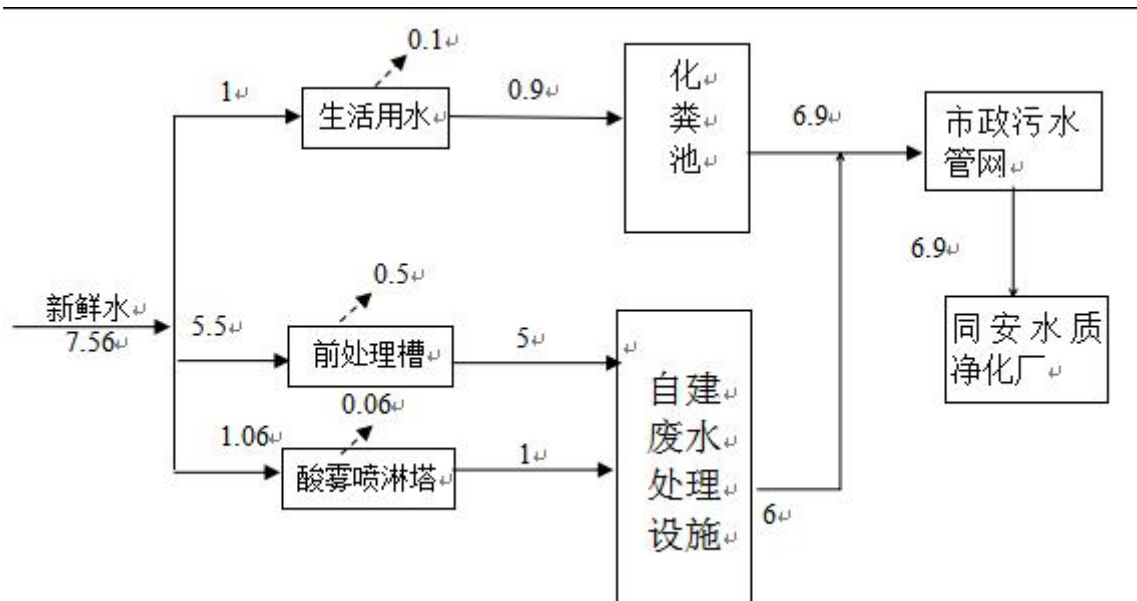 0.1
1
生活用水
0.9
化
粪
池
6.9
市政污水
管网
6.9
同安水质
净化厂
新鲜水
7.56
5.5
0.5
前处理槽
5
0.06
1.06
酸雾喷淋塔
1
自建
废水
处理
设施
6